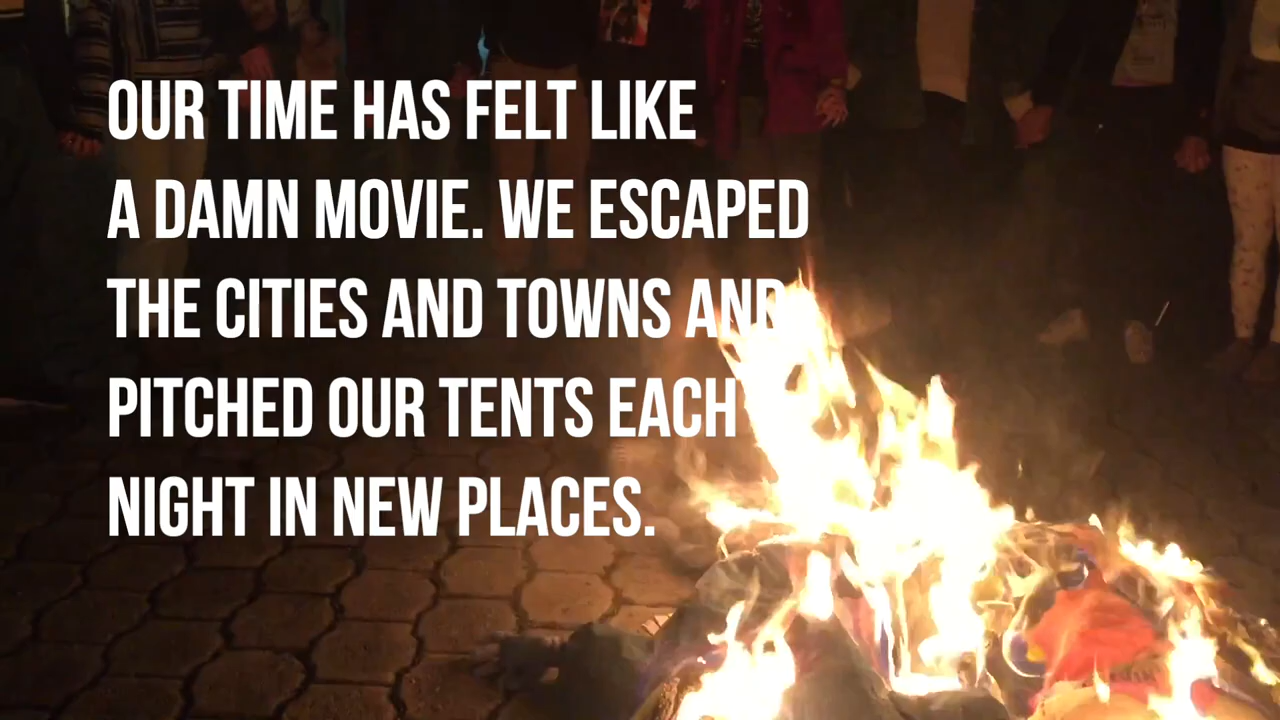 OUR TIME HAS FELT LIKE
A DAMN MOVIE. WE ESCAPED
THE CITIES AND TOWNS AND
PITCHED OUR TENTS EACH
NIGHT IN NEW PLACES.